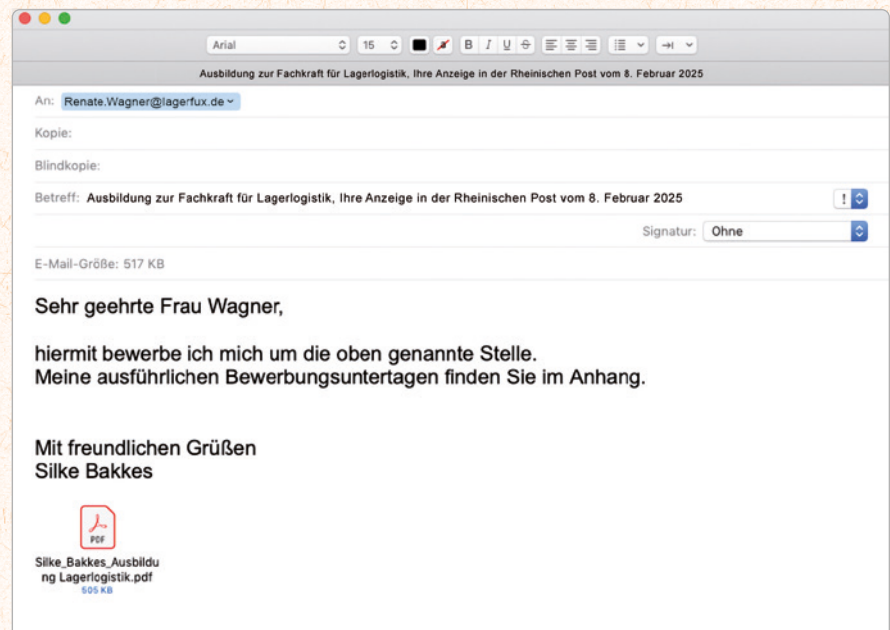 Arial 15 B I U S
Ausbildung zur Fachkraft für Lagerlogistik, Ihre Anzeige in der Rheinischen Post vom 8. Februar 2025
An: Renate.Wagner@lagerfux.de
Kopie:
Blindkopie:
Betreff: Ausbildung zur Fachkraft für Lagerlogistik, Ihre Anzeige in der Rheinischen Post vom 8. Februar 2025 !
Signatur: Ohne
E-Mail-Größe: 517 KB
Sehr geehrte Frau Wagner,
hiermit bewerbe ich mich um die oben genannte Stelle.
Meine ausführlichen Bewerbungsuntertagen finden Sie im Anhang.
Mit freundlichen Grüßen
Silke Bakkes
PDF
Silke_Bakkes_Ausbildu
ng Lagerlogistik.pdf
505 KB